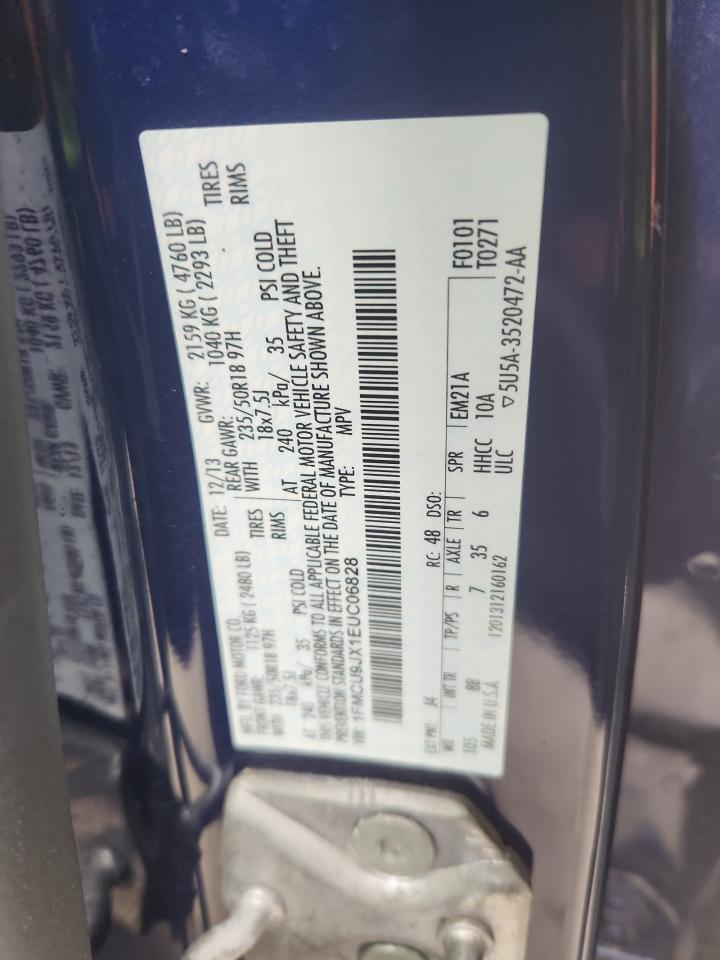 MFD. BY FORD MOTOR CO.
DATE: 12/13 GVWR: 2159 KG ( 4760 LB)
FRONT GAWR: 1125 KG ( 2480 LB) REAR GAWR: 1040 KG ( 2293 LB)
WITH 235/50R18 97H TIRES WITH 235/50R18 97H TIRES
18x7.5J RIMS 18x7.5J RIMS
AT 240 kPa/ 35 PSI COLD AT 240 kPa/ 35 PSI COLD
THIS VEHICLE CONFORMS TO ALL APPLICABLE FEDERAL MOTOR VEHICLE SAFETY AND THEFT
PREVENTION STANDARDS IN EFFECT ON THE DATE OF MANUFACTURE SHOWN ABOVE.
VIN: 1FMCU9JX1EUC06828 TYPE: MPV
EXT PNT: J4 RC: 48 DSO: F0101
T0271
WB INT TR TP/PS R AXLE TR SPR EM21A
105 8B 7 35 6 HHCC 10A
MADE IN U.S.A. 120131216 0162 ULC
▽5U5A-3520472-AA